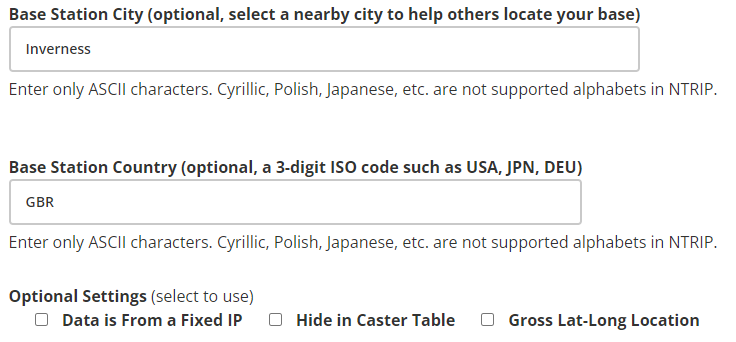 Base Station City (optional, select a nearby city to help others locate your base)
Inverness
Enter only ASCII characters. Cyrillic, Polish, Japanese, etc. are not supported alphabets in NTRIP.
Base Station Country (optional, a 3-digit ISO code such as USA, JPN, DEU)
GBR
Enter only ASCII characters. Cyrillic, Polish, Japanese, etc. are not supported alphabets in NTRIP.
Optional Settings (select to use)
Data is From a Fixed IP Hide in Caster Table Gross Lat-Long Location